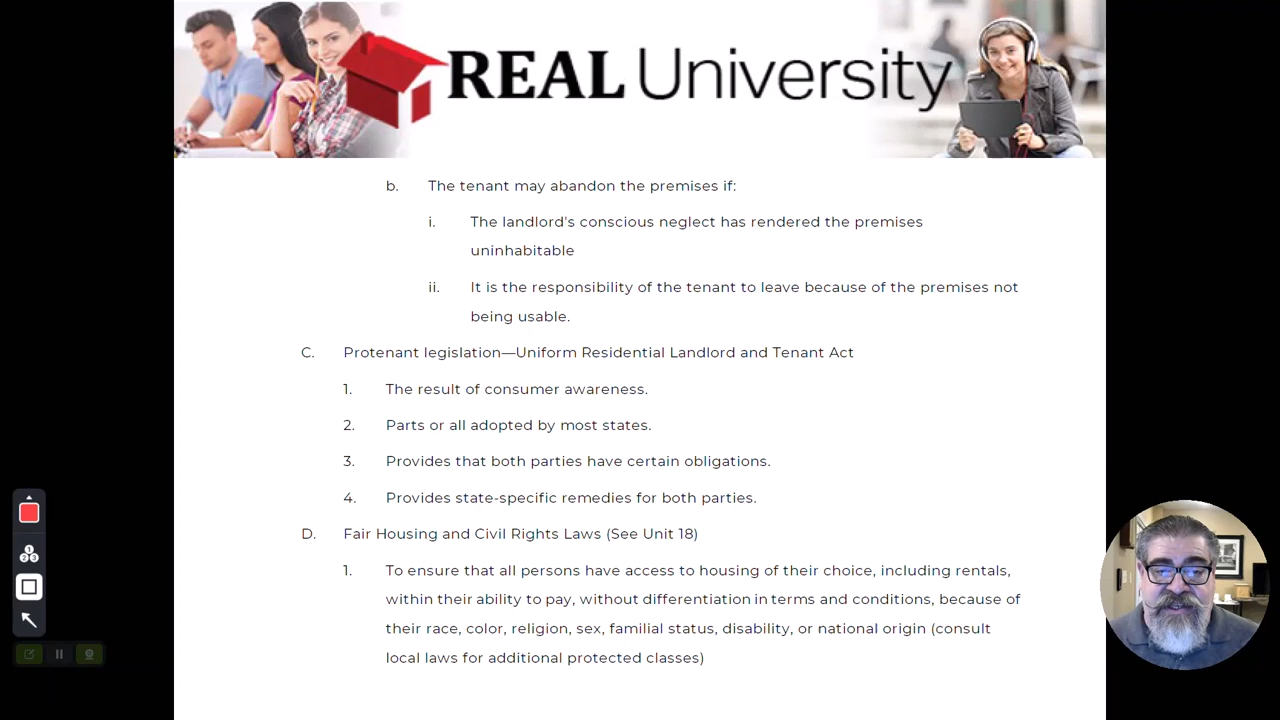 REAL University
b. The tenant may abandon the premises if:
i. The landlord's conscious neglect has rendered the premises
uninhabitable
ii. It is the responsibility of the tenant to leave because of the premises not
being usable.
C. Protenant legislation—Uniform Residential Landlord and Tenant Act
1. The result of consumer awareness.
2. Parts or all adopted by most states.
3. Provides that both parties have certain obligations.
4. Provides state-specific remedies for both parties.
D. Fair Housing and Civil Rights Laws (See Unit 18)
1. To ensure that all persons have access to housing of their choice, including rentals,
within their ability to pay, without differentiation in terms and conditions, because of
their race, color, religion, sex, familial status, disability, or national origin (consult
local laws for additional protected classes)